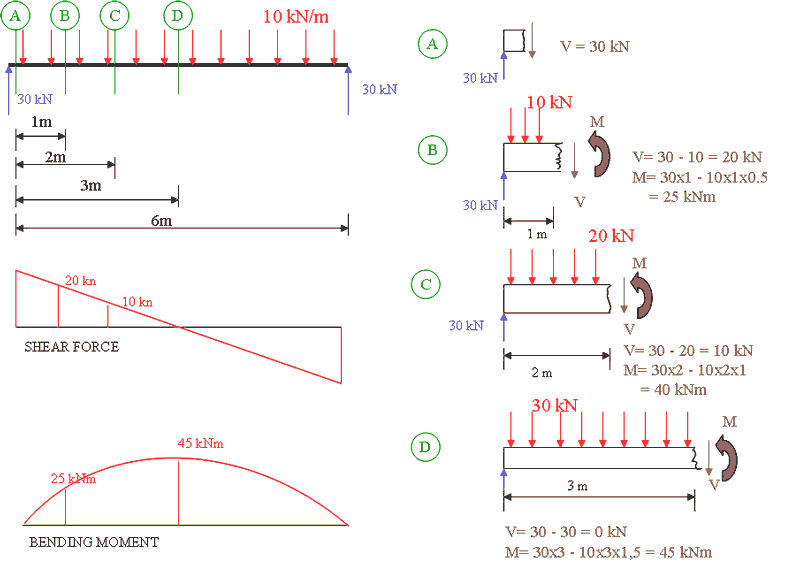 A
B
C
D
10 kN/m
30 kN
30 kN
1m
2m
3m
6m
20 kn
10 kn
SHEAR FORCE
45 kNm
25 kNm
BENDING MOMENT
A
V = 30 kN
30 kN
10 kN
M
B
V= 30 - 10 = 20 kN
M= 30x1 - 10x1x0.5
= 25 kNm
30 kN
V
1 m
20 kN
M
C
30 kN
V
V= 30 - 20 = 10 kN
M= 30x2 - 10x2x1
= 40 kNm
2 m
30 kN
M
D
V
3 m
V= 30 - 30 = 0 kN
M= 30x3 - 10x3x1,5 = 45 kNm